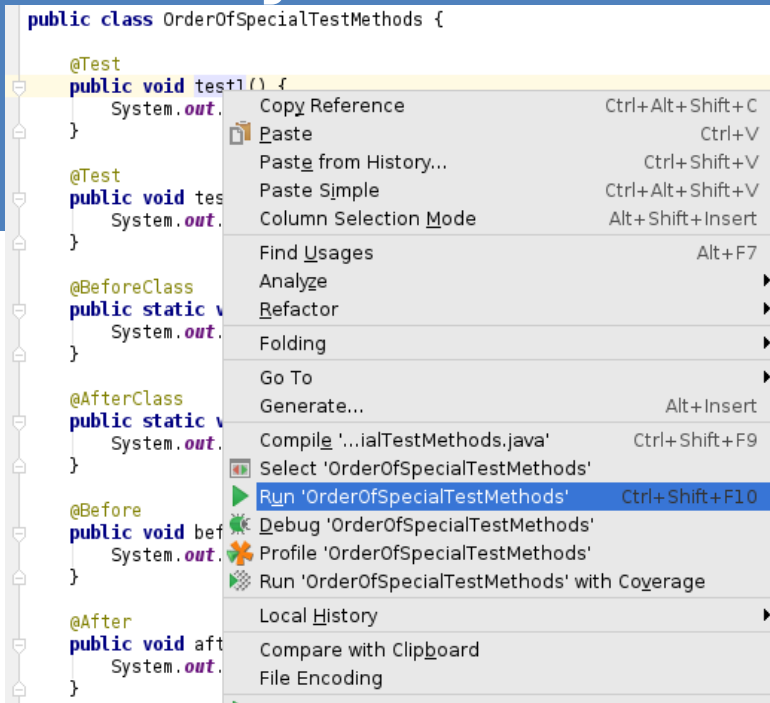 public class OrderOfSpecialTestMethods {
@Test
public void test1() {
System.out.
}
@Test
public void tes
System.out.
}
@BeforeClass
public static v
System.out.
}
@AfterClass
public static v
System.out.
}
@Before
public void bef
System.out.
}
@After
public void aft
System.out.
}
Copy Reference Ctrl+Alt+Shift+C
Paste Ctrl+V
Paste from History... Ctrl+Shift+V
Paste Simple Ctrl+Alt+Shift+V
Column Selection Mode Alt+Shift+Insert
Find Usages Alt+F7
Analyze
Refactor
Folding
Go To
Generate... Alt+Insert
Compile '...ialTestMethods.java' Ctrl+Shift+F9
Select 'OrderOfSpecialTestMethods'
Run 'OrderOfSpecialTestMethods' Ctrl+Shift+F10
Debug 'OrderOfSpecialTestMethods'
Profile 'OrderOfSpecialTestMethods'
Run 'OrderOfSpecialTestMethods' with Coverage
Local History
Compare with Clipboard
File Encoding